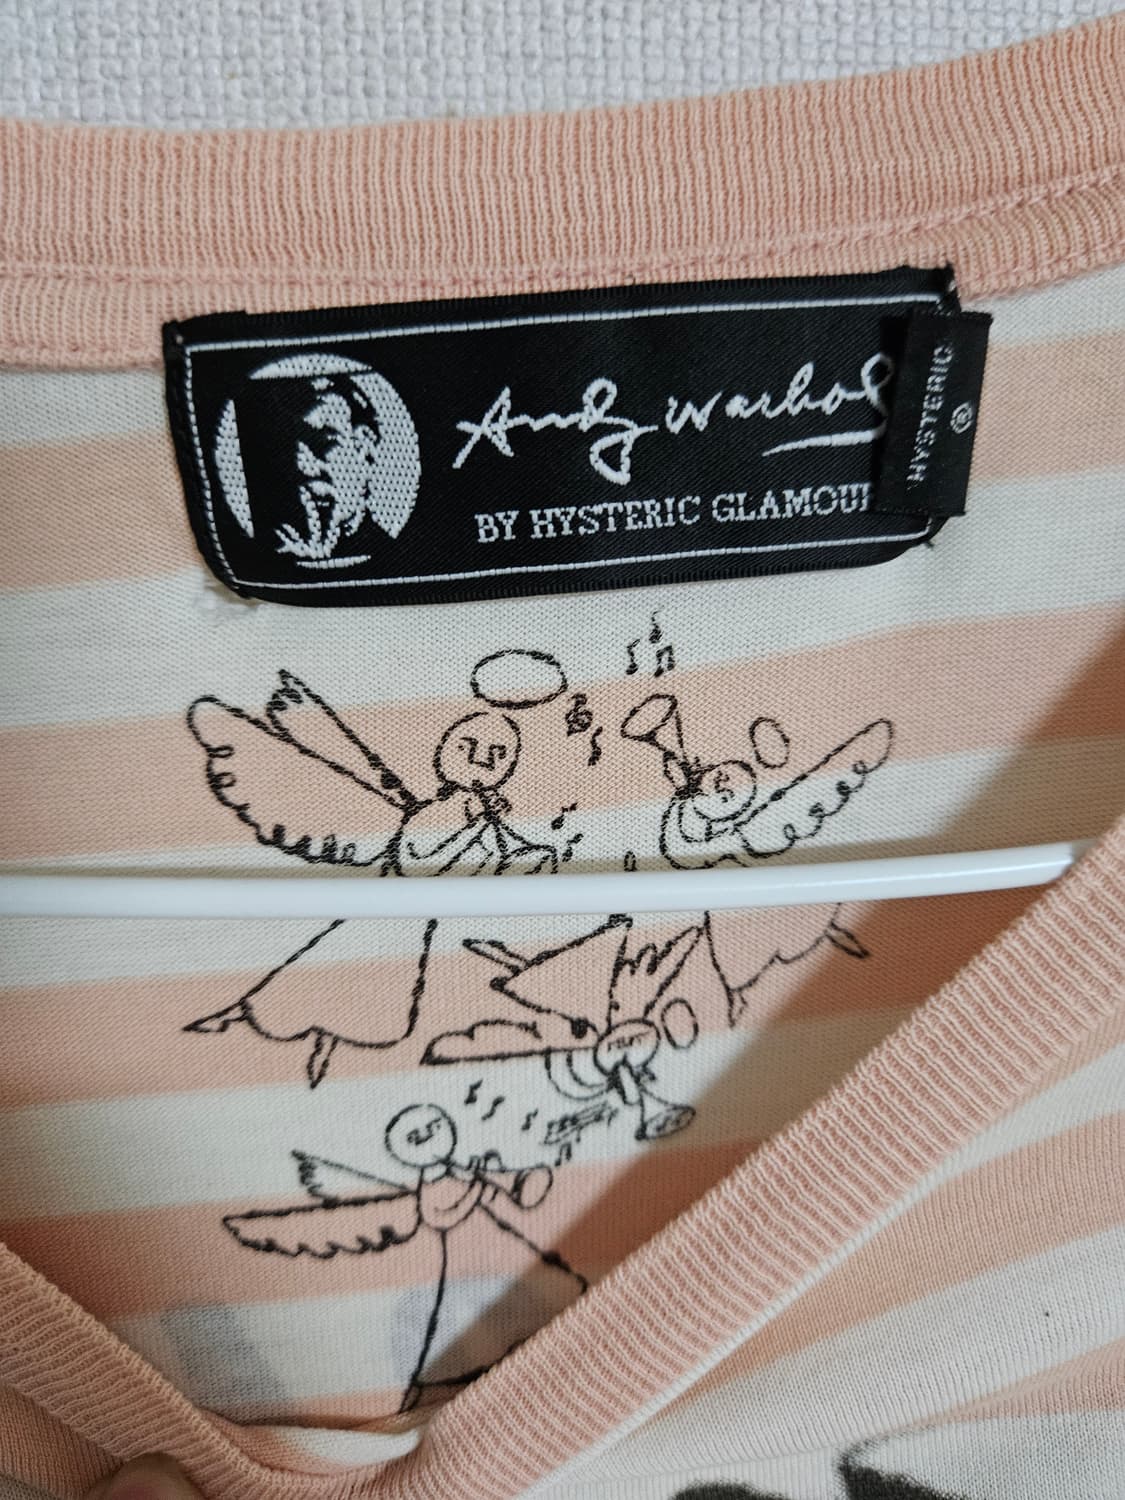 Andy Warhol
BY HYSTERIC GLAMOUR
HYSTERIC
®